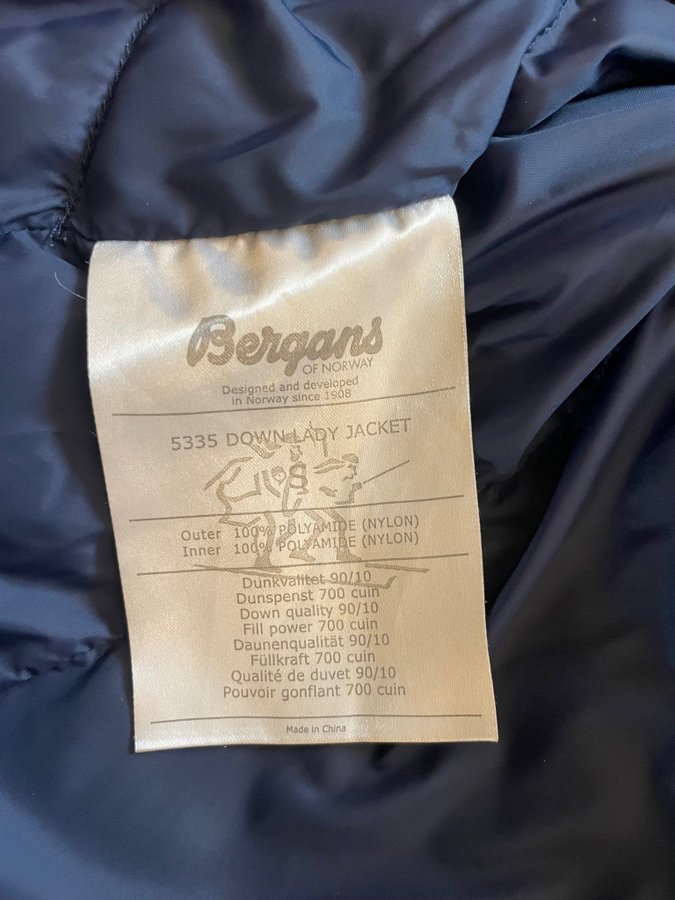 Bergans
OF NORWAY
Designed and developed
in Norway since 1908
5335 DOWN LADY JACKET
Outer 100% POLYAMIDE (NYLON)
Inner 100% POLYAMIDE (NYLON)
Dunkvalitet 90/10
Dunspenst 700 cuin
Down quality 90/10
Fill power 700 cuin
Daunenqualität 90/10
Füllkraft 700 cuin
Qualité de duvet 90/10
Pouvoir gonflant 700 cuin
Made in China